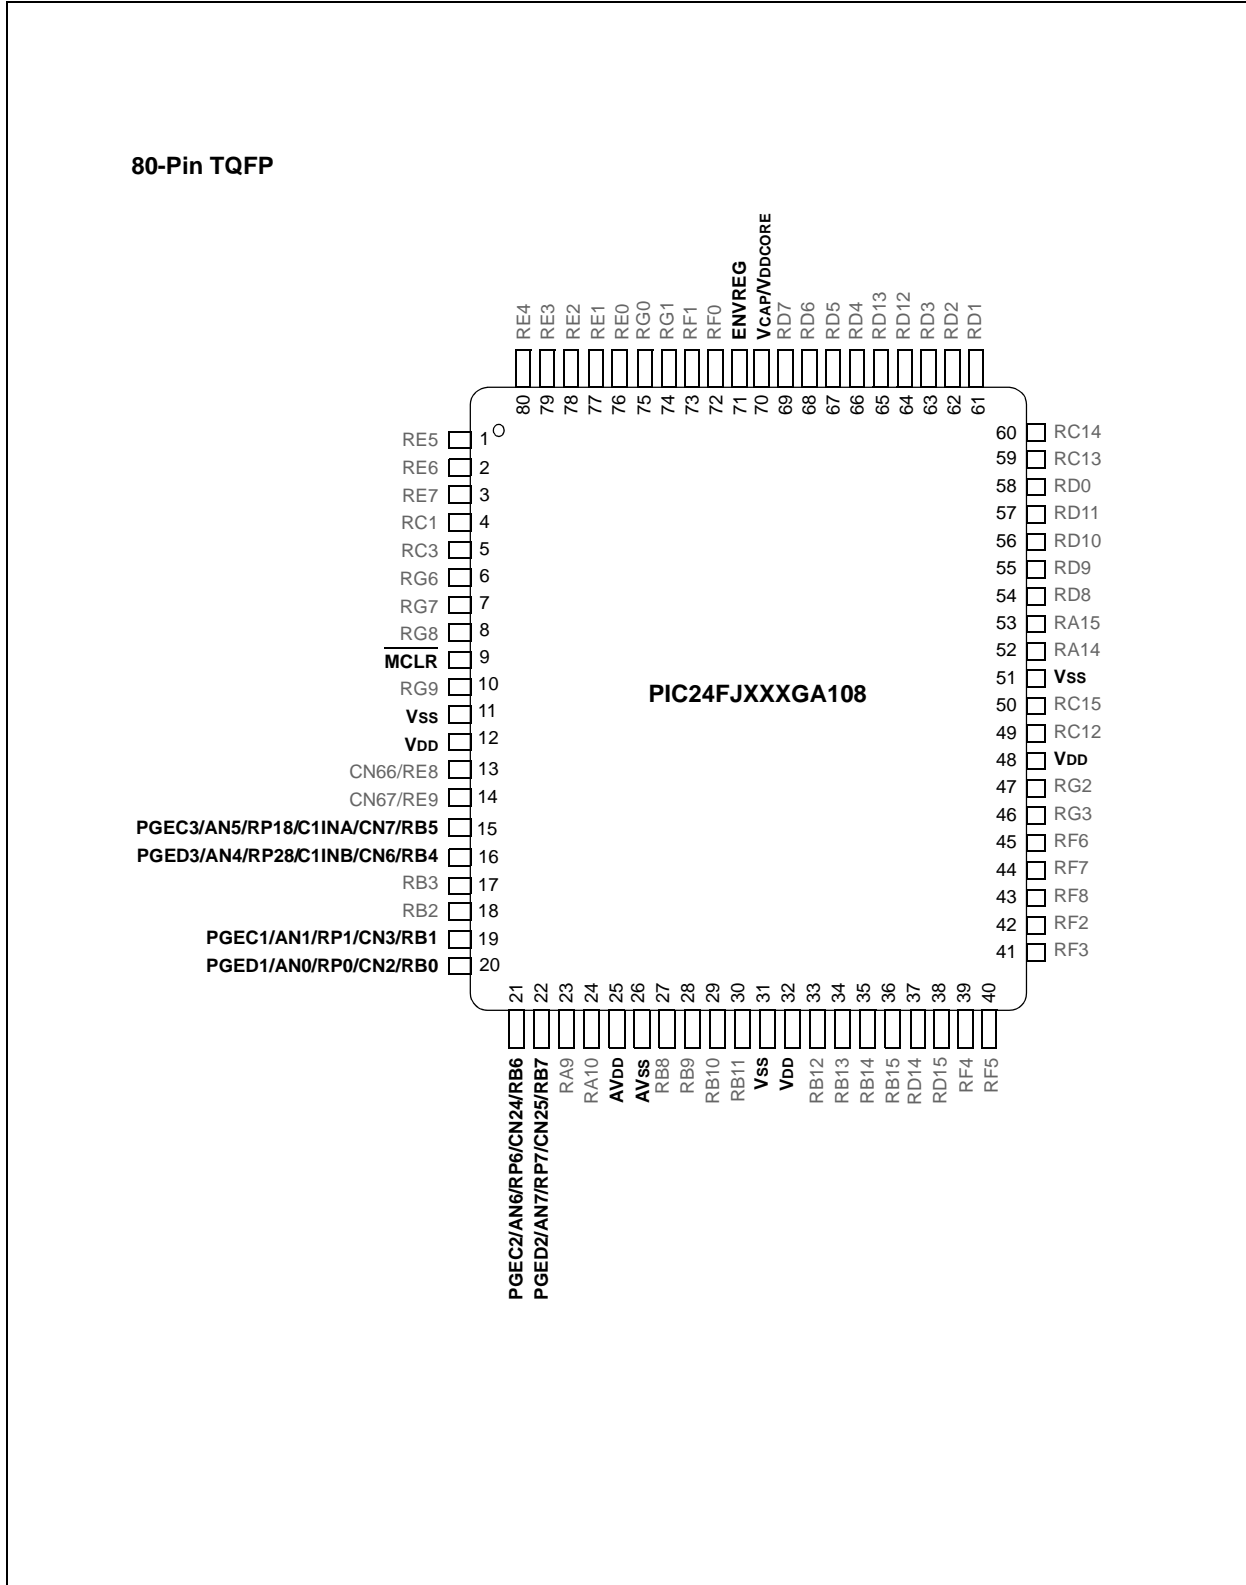 80-Pin TQFP
RE4
RE3
RE2
RE1
RE0
RG0
RG1
RF1
RF0
ENVREG
VCAP/VDDCORE
RD7
RD6
RD5
RD4
RD13
RD12
RD3
RD2
RD1
80
79
78
77
76
75
74
73
72
71
70
69
68
67
66
65
64
63
62
61
RE5 1
RE6 2
RE7 3
RC1 4
RC3 5
RG6 6
RG7 7
RG8 8
MCLR 9
RG9 10
VSS 11
VDD 12
CN66/RE8 13
CN67/RE9 14
PGEC3/AN5/RP18/C1INA/CN7/RB5 15
PGED3/AN4/RP28/C1INB/CN6/RB4 16
RB3 17
RB2 18
PGEC1/AN1/RP1/CN3/RB1 19
PGED1/AN0/RP0/CN2/RB0 20
PIC24FJXXXGA108
60 RC14
59 RC13
58 RD0
57 RD11
56 RD10
55 RD9
54 RD8
53 RA15
52 RA14
51 VSS
50 RC15
49 RC12
48 VDD
47 RG2
46 RG3
45 RF6
44 RF7
43 RF8
42 RF2
41 RF3
21
22
23
24
25
26
27
28
29
30
31
32
33
34
35
36
37
38
39
40
PGEC2/AN6/RP6/CN24/RB6
PGED2/AN7/RP7/CN25/RB7
RA9
RA10
AVDD
AVSS
RB8
RB9
RB10
RB11
VSS
VDD
RB12
RB13
RB14
RB15
RD14
RD15
RF4
RF5